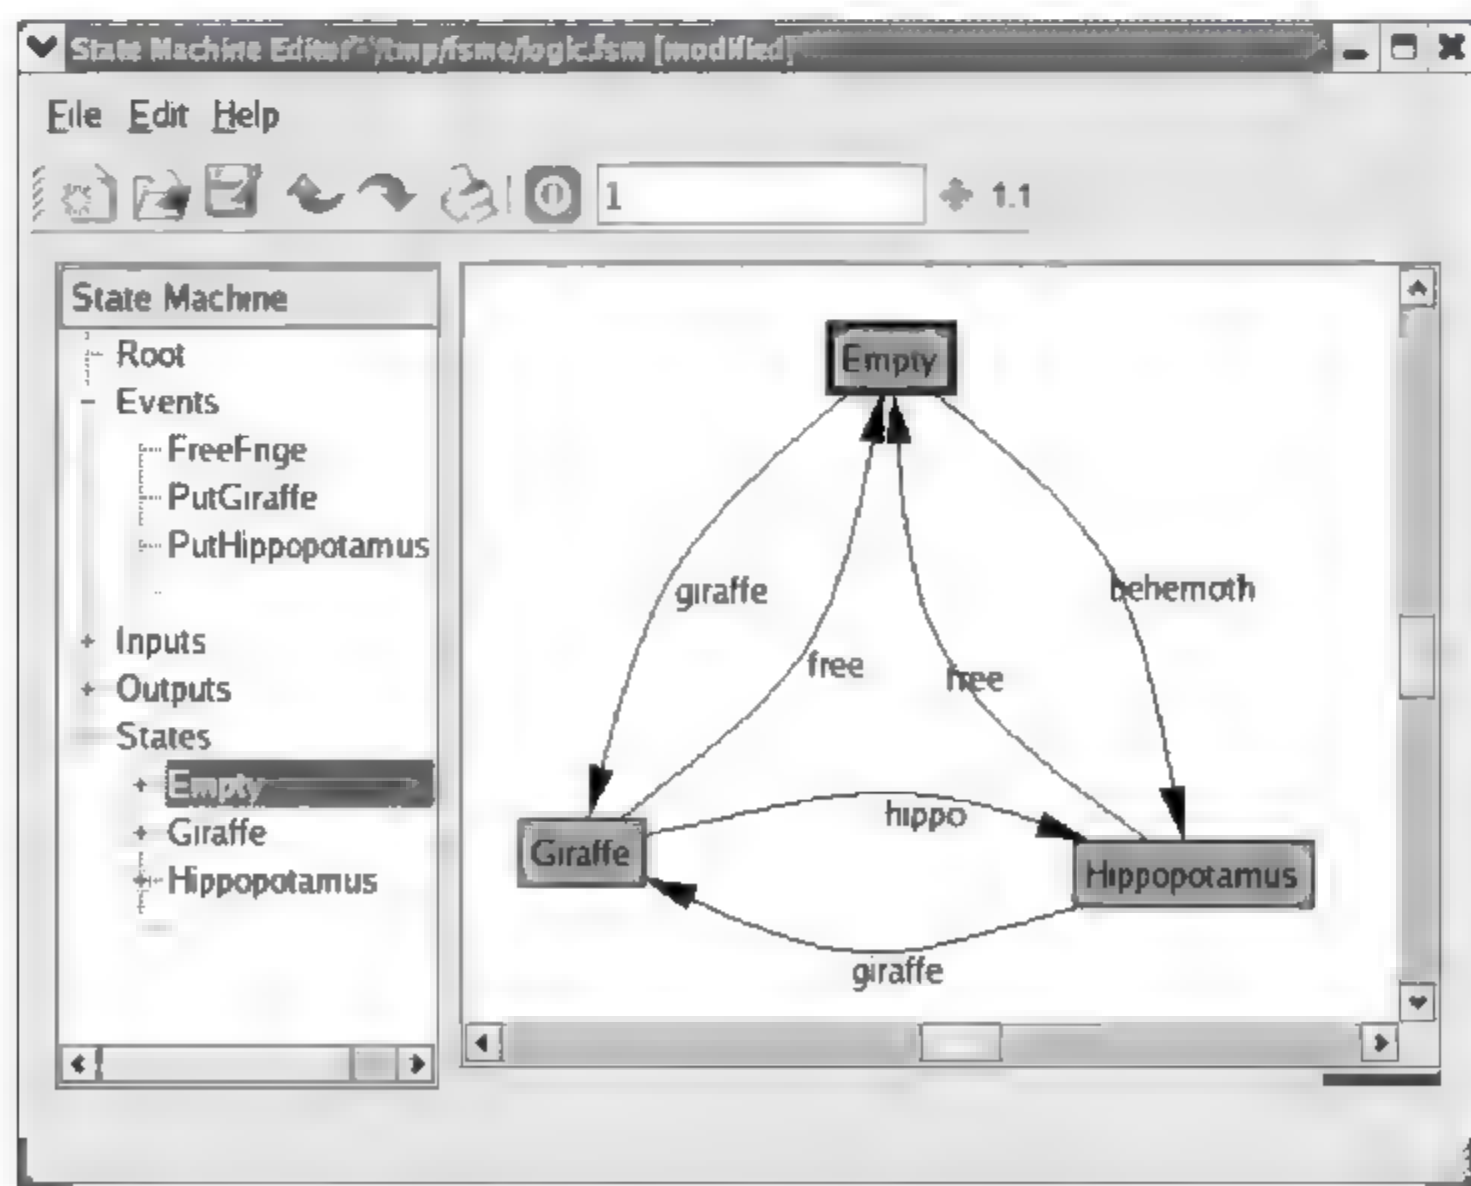 State Machine Editor - /tmp/fsme/logic.fsm [modified]
File Edit Help
1
1.1
State Machine
Root
Events
FreeFrige
PutGiraffe
PutHippopotamus
Inputs
Outputs
States
Empty
Giraffe
Hippopotamus
Empty
giraffe
behemoth
free
free
hippo
Giraffe
Hippopotamus
giraffe